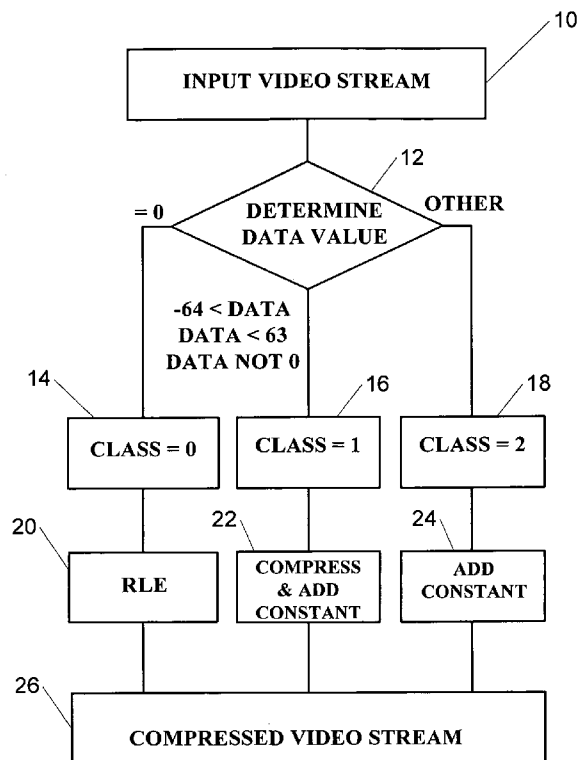 10
INPUT VIDEO STREAM
12
= 0
OTHER
DETERMINE
DATA VALUE
-64 < DATA
DATA < 63
DATA NOT 0
14
16
18
CLASS = 0
CLASS = 1
CLASS = 2
20
22
24
RLE
COMPRESS
& ADD
CONSTANT
ADD
CONSTANT
26
COMPRESSED VIDEO STREAM